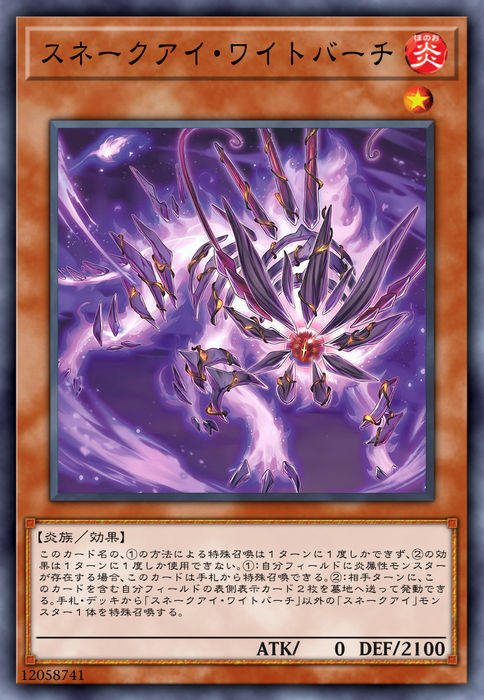 スネークアイ・ワイトバーチ
ほのお
炎
【炎族／効果】
このカード名の、①の方法による特殊召喚は１ターンに１度しかできず、②の効
果は１ターンに１度しか使用できない。①：自分フィールドに炎属性モンスター
が存在する場合、このカードは手札から特殊召喚できる。②：相手ターンに、こ
のカードを含む自分フィールドの表側表示カード２枚を墓地へ送って発動でき
る。手札・デッキから「スネークアイ・ワイトバーチ」以外の「スネークアイ」モン
スター１体を特殊召喚する。
ATK/ 0 DEF/2100
12058741